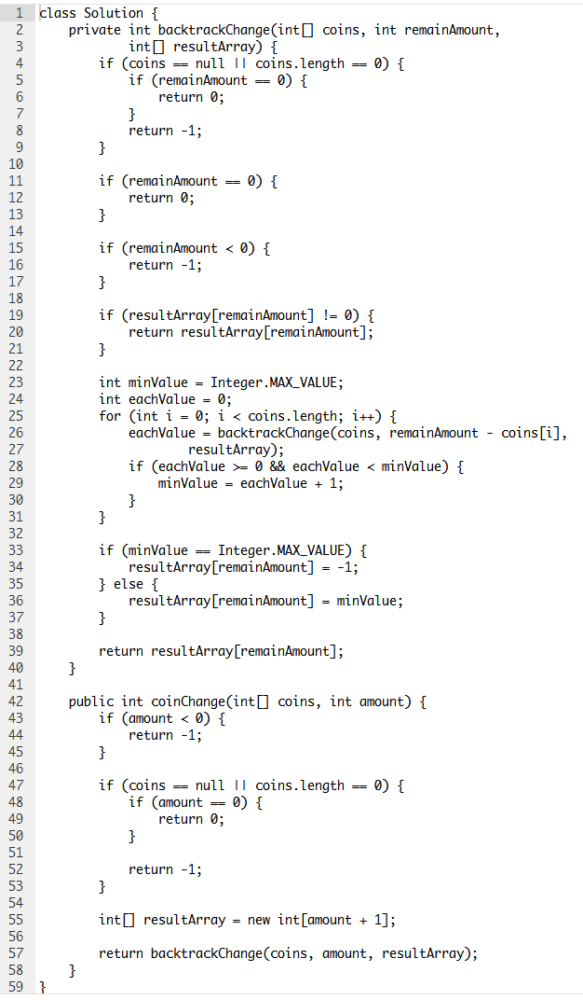 1 class Solution {
2     private int backtrackChange(int[] coins, int remainAmount,
3             int[] resultArray) {
4         if (coins == null || coins.length == 0) {
5             if (remainAmount == 0) {
6                 return 0;
7             }
8             return -1;
9         }
10
11         if (remainAmount == 0) {
12             return 0;
13         }
14
15         if (remainAmount < 0) {
16             return -1;
17         }
18
19         if (resultArray[remainAmount] != 0) {
20             return resultArray[remainAmount];
21         }
22
23         int minValue = Integer.MAX_VALUE;
24         int eachValue = 0;
25         for (int i = 0; i < coins.length; i++) {
26             eachValue = backtrackChange(coins, remainAmount - coins[i],
27                     resultArray);
28             if (eachValue >= 0 && eachValue < minValue) {
29                 minValue = eachValue + 1;
30             }
31         }
32
33         if (minValue == Integer.MAX_VALUE) {
34             resultArray[remainAmount] = -1;
35         } else {
36             resultArray[remainAmount] = minValue;
37         }
38
39         return resultArray[remainAmount];
40     }
41
42     public int coinChange(int[] coins, int amount) {
43         if (amount < 0) {
44             return -1;
45         }
46
47         if (coins == null || coins.length == 0) {
48             if (amount == 0) {
49                 return 0;
50             }
51
52             return -1;
53         }
54
55         int[] resultArray = new int[amount + 1];
56
57         return backtrackChange(coins, amount, resultArray);
58     }
59 }